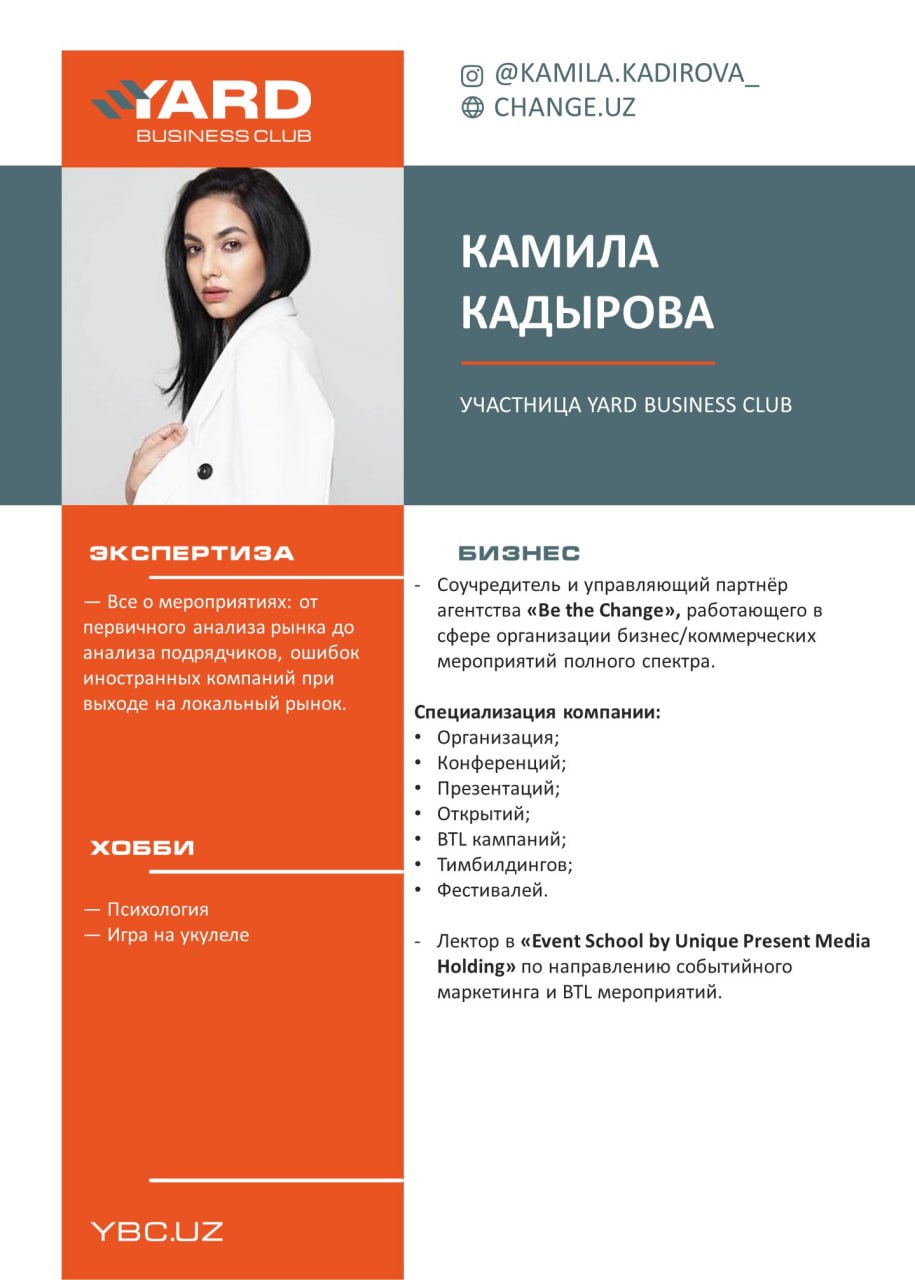 YARD
BUSINESS CLUB
@KAMILA.KADIROVA_
CHANGE.UZ
КАМИЛА
КАДЫРОВА
УЧАСТНИЦА YARD BUSINESS CLUB
ЭКСПЕРТИЗА
— Все о мероприятиях: от
первичного анализа рынка до
анализа подрядчиков, ошибок
иностранных компаний при
выходе на локальный рынок.
ХОББИ
— Психология
— Игра на укулеле
YBC.UZ
БИЗНЕС
- Соучредитель и управляющий партнёр
агентства «Be the Change», работающего в
сфере организации бизнес/коммерческих
мероприятий полного спектра.
Специализация компании:
• Организация;
• Конференций;
• Презентаций;
• Открытий;
• BTL кампаний;
• Тимбилдингов;
• Фестивалей.
- Лектор в «Event School by Unique Present Media
Holding» по направлению событийного
маркетинга и BTL мероприятий.